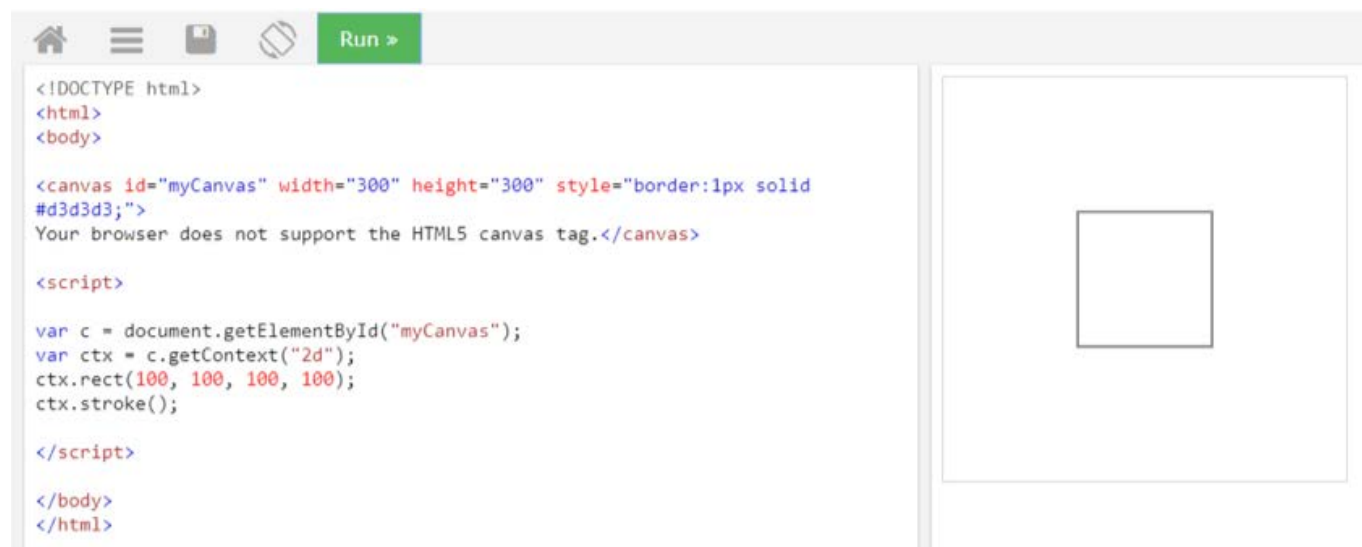 Run »
<!DOCTYPE html>
<html>
<body>
<canvas id="myCanvas" width="300" height="300" style="border:1px solid
#d3d3d3;">
Your browser does not support the HTML5 canvas tag.</canvas>
<script>
var c = document.getElementById("myCanvas");
var ctx = c.getContext("2d");
ctx.rect(100, 100, 100, 100);
ctx.stroke();
</script>
</body>
</html>